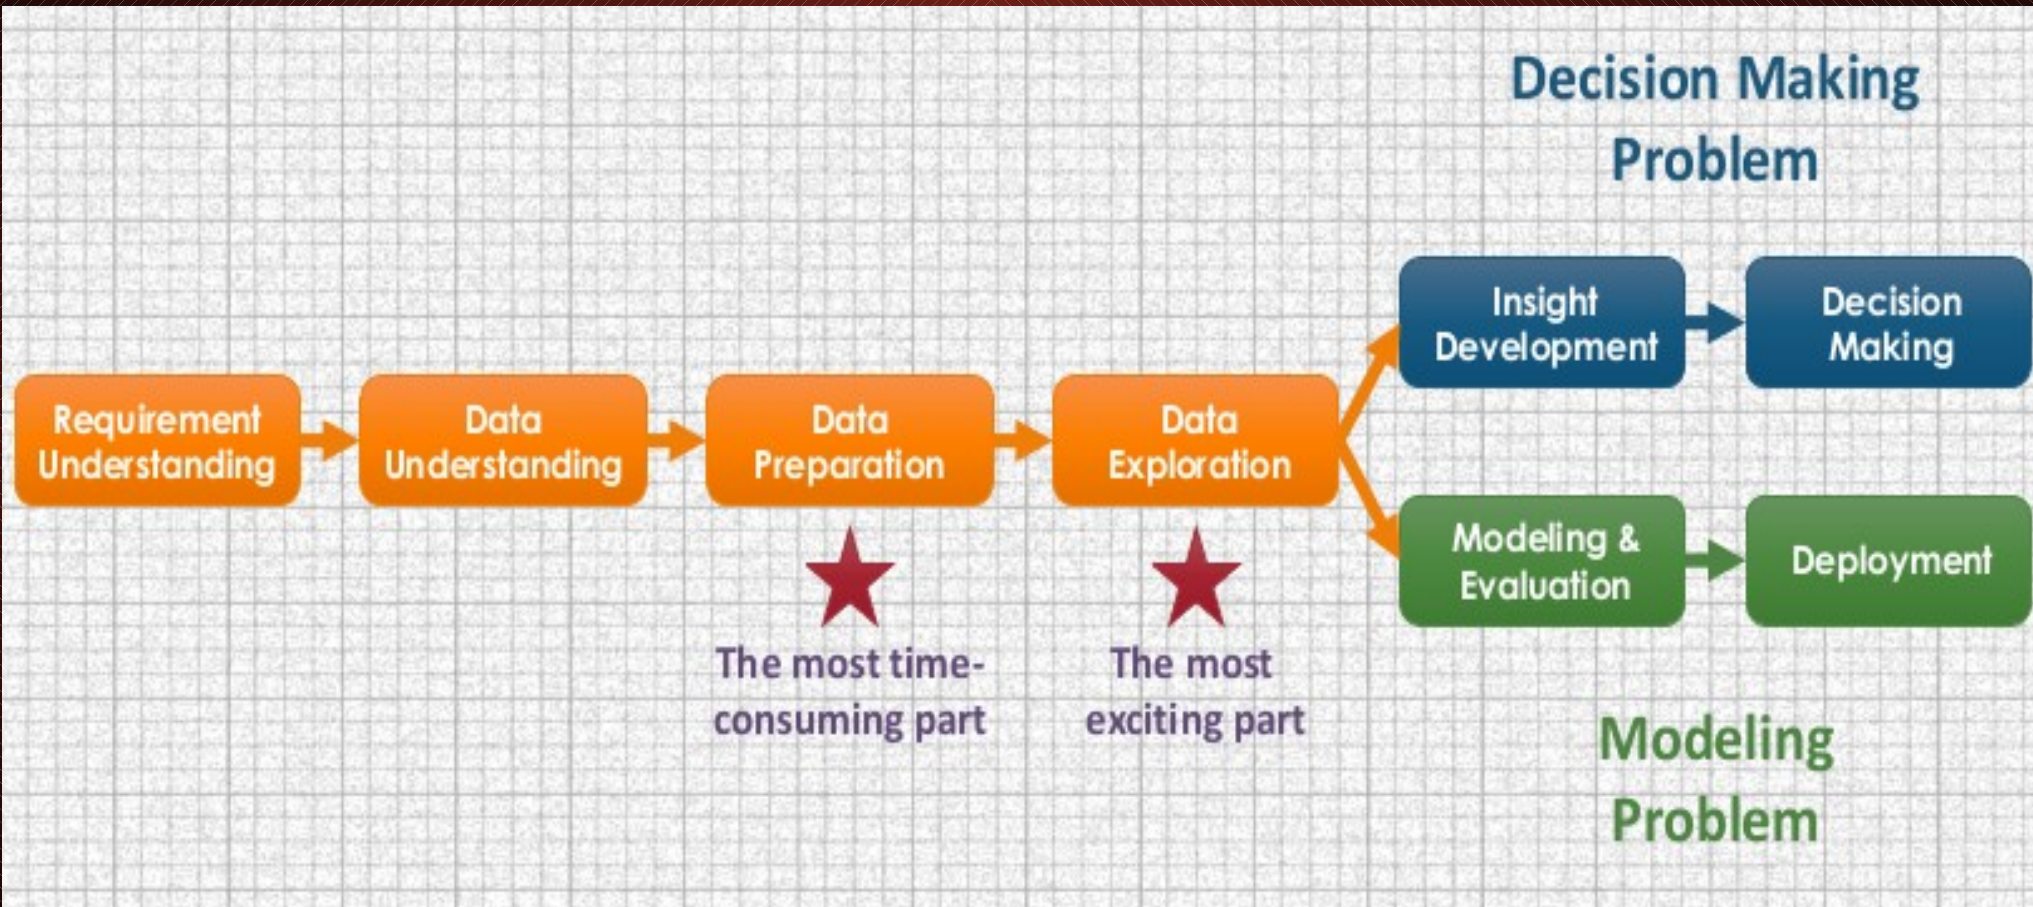 Decision Making
Problem
Insight
Development
Decision
Making
Requirement
Understanding
Data
Understanding
Data
Preparation
Data
Exploration
Modeling &
Evaluation
Deployment
The most time-
consuming part
The most
exciting part
Modeling
Problem